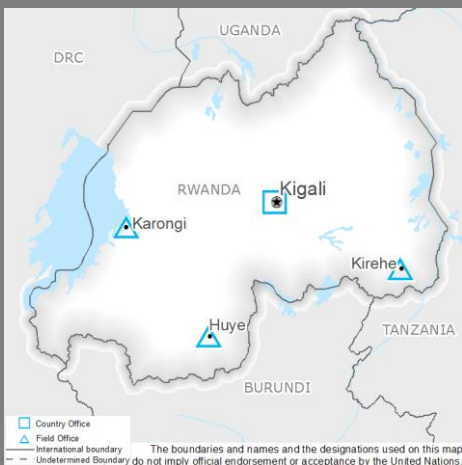 UGANDA
DRC
RWANDA
Kigali
Karongi
Kirehe
Huye
TANZANIA
BURUNDI
Country Office
Field Office
International boundary
Undetermined Boundary
The boundaries and names and the designations used on this map
do not imply official endorsement or acceptance by the United Nations.